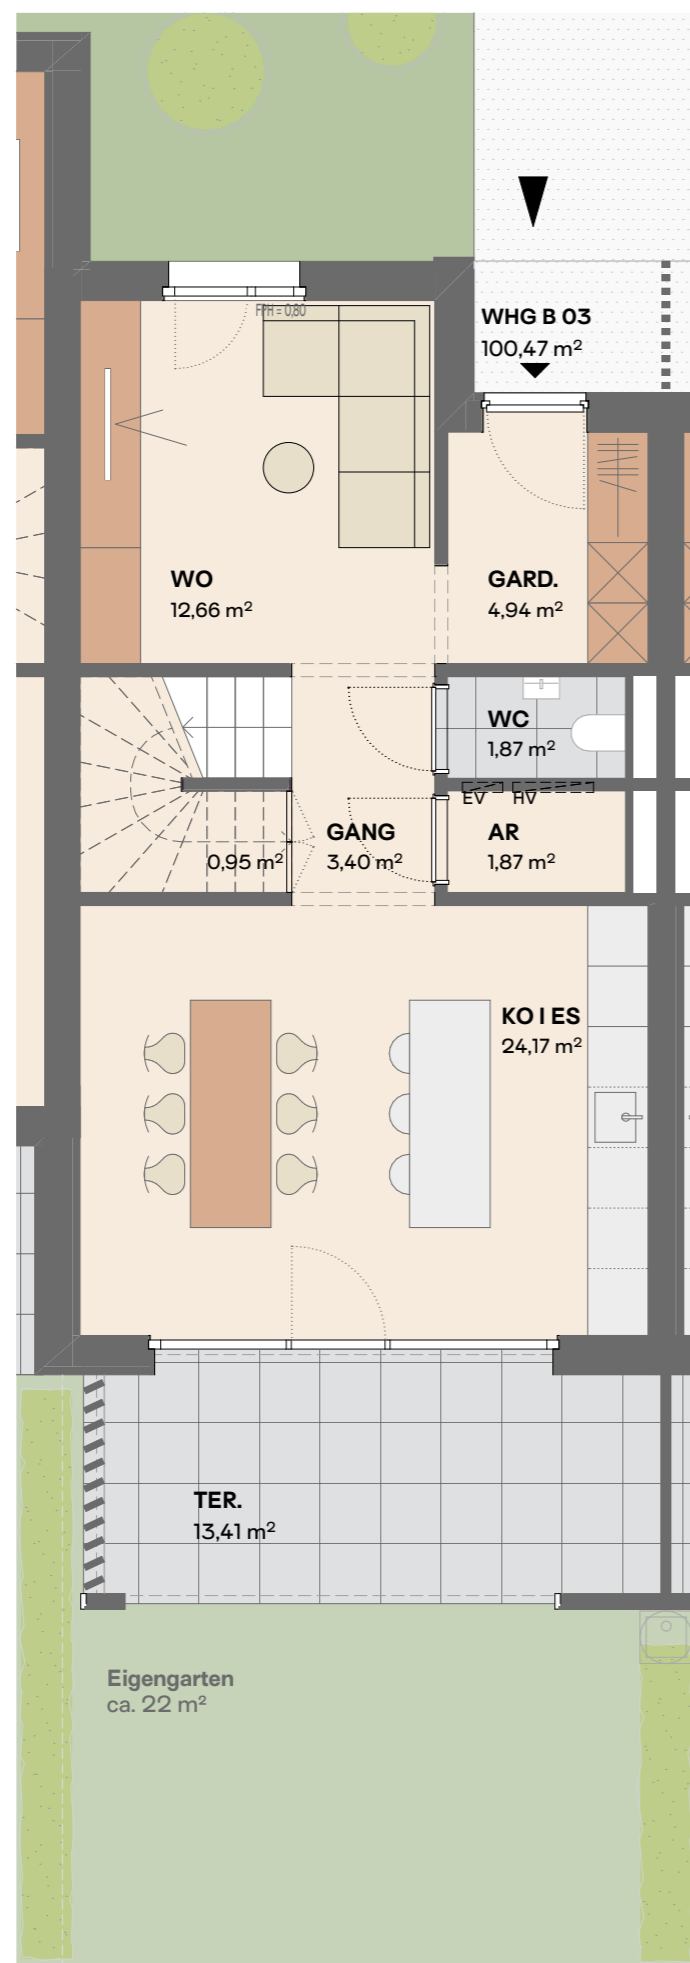 WHG B 03
100,47 m²
FPH = 0,80
WO
12,66 m²
GARD.
4,94 m²
WC
1,87 m²
EV HV
GANG
3,40 m²
AR
1,87 m²
0,95 m²
KO I ES
24,17 m²
TER.
13,41 m²
Eigengarten
ca. 22 m²